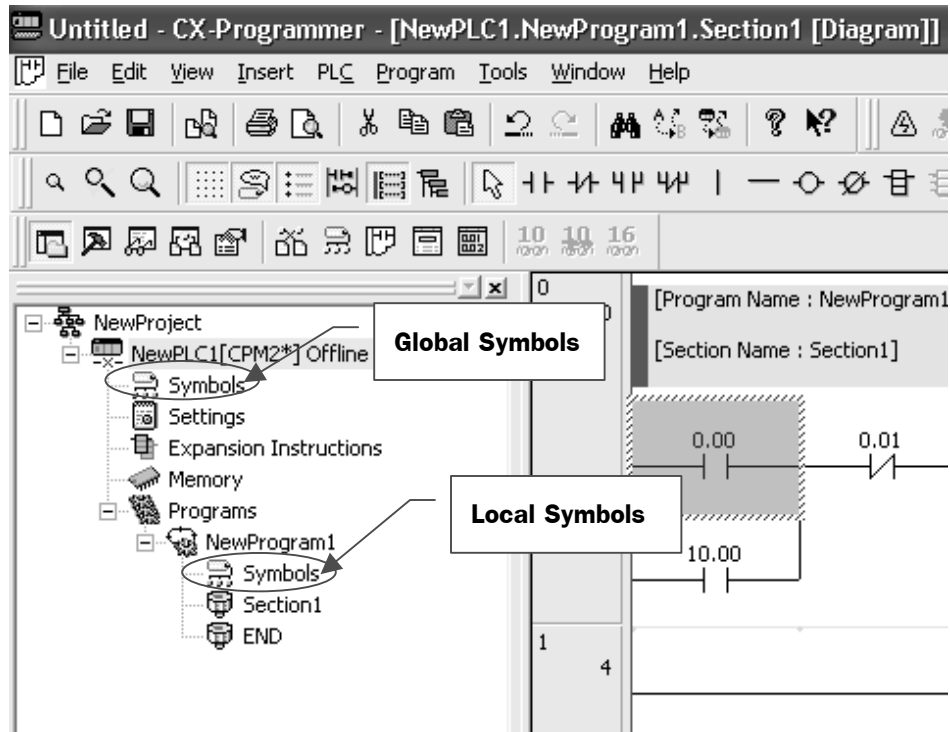 Untitled - CX-Programmer - [NewPLC1.NewProgram1.Section1 [Diagram]]
File Edit View Insert PLC Program Tools Window Help
10 10 16
NewProject
NewPLC1[CPM2*] Offline
Symbols
Settings
Expansion Instructions
Memory
Programs
NewProgram1
Symbols
Section1
END
Global Symbols
Local Symbols
0
[Program Name : NewProgram1
[Section Name : Section1]
0.00 0.01
10.00
1
4